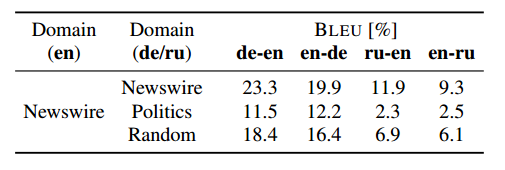 Domain Domain BLEU [%]
(en) (de/ru) de-en en-de ru-en en-ru
Newswire 23.3 19.9 11.9 9.3
Newswire Politics 11.5 12.2 2.3 2.5
Random 18.4 16.4 6.9 6.1